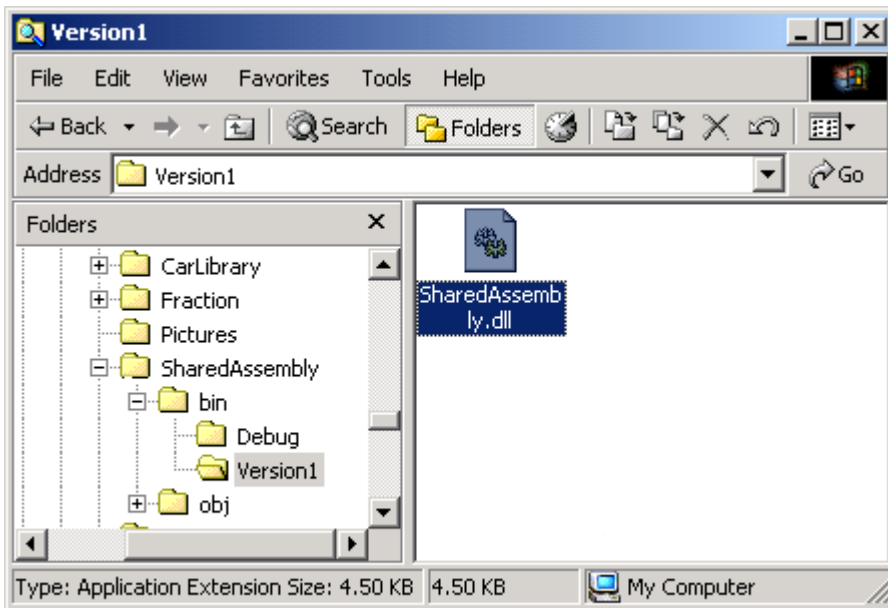 Version1
File Edit View Favorites Tools Help
Back Search Folders
Address Version1 Go
Folders
CarLibrary
Fraction
Pictures
SharedAssembly
bin
Debug
Version1
obj
SharedAssemb
ly.dll
Type: Application Extension Size: 4.50 KB 4.50 KB My Computer